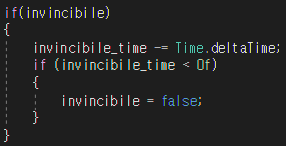 if(invincibile)
{
invincibile_time -= Time.deltaTime;
if (invincibile_time < 0f)
{
invincibile = false;
}
}